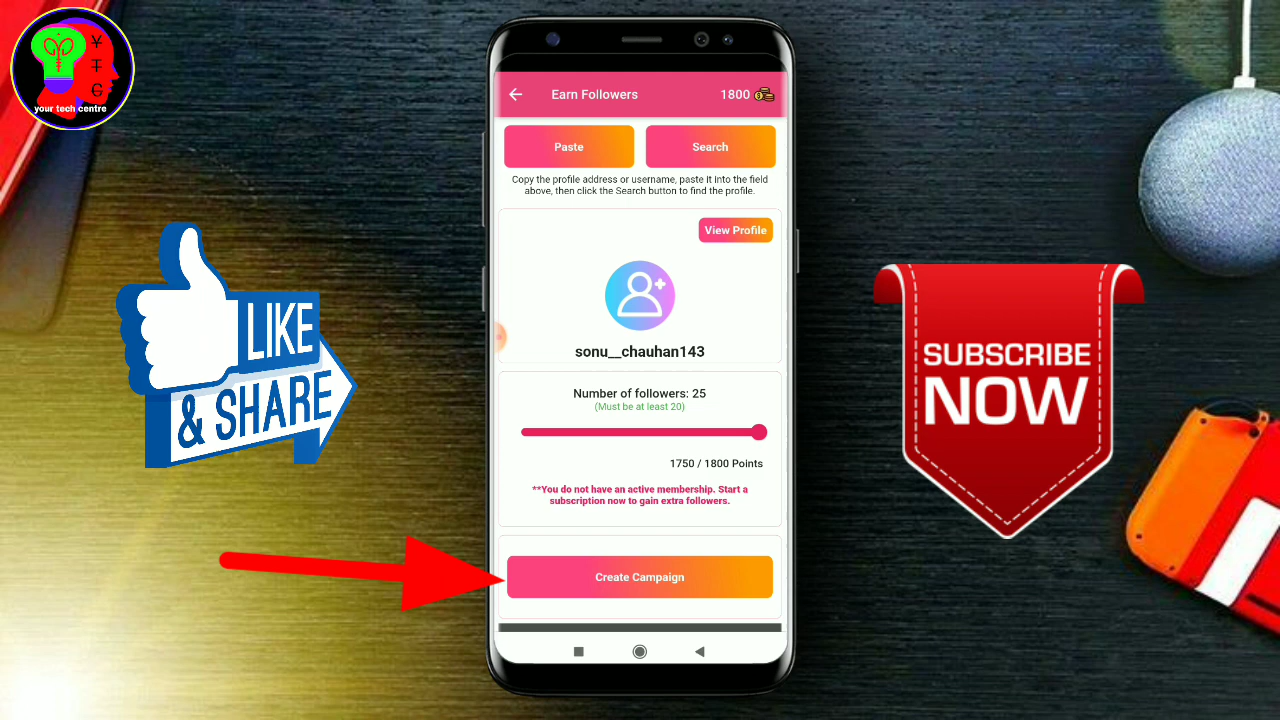 ¥
T
C
your tech centre
Earn Followers
1800
Paste
Search
Copy the profile address or username, paste it into the field
above, then click the Search button to find the profile.
View Profile
sonu__chauhan143
Number of followers: 25
(Must be at least 20)
1750 / 1800 Points
**You do not have an active membership. Start a
subscription now to gain extra followers.
Create Campaign
LIKE
& SHARE
SUBSCRIBE
NOW